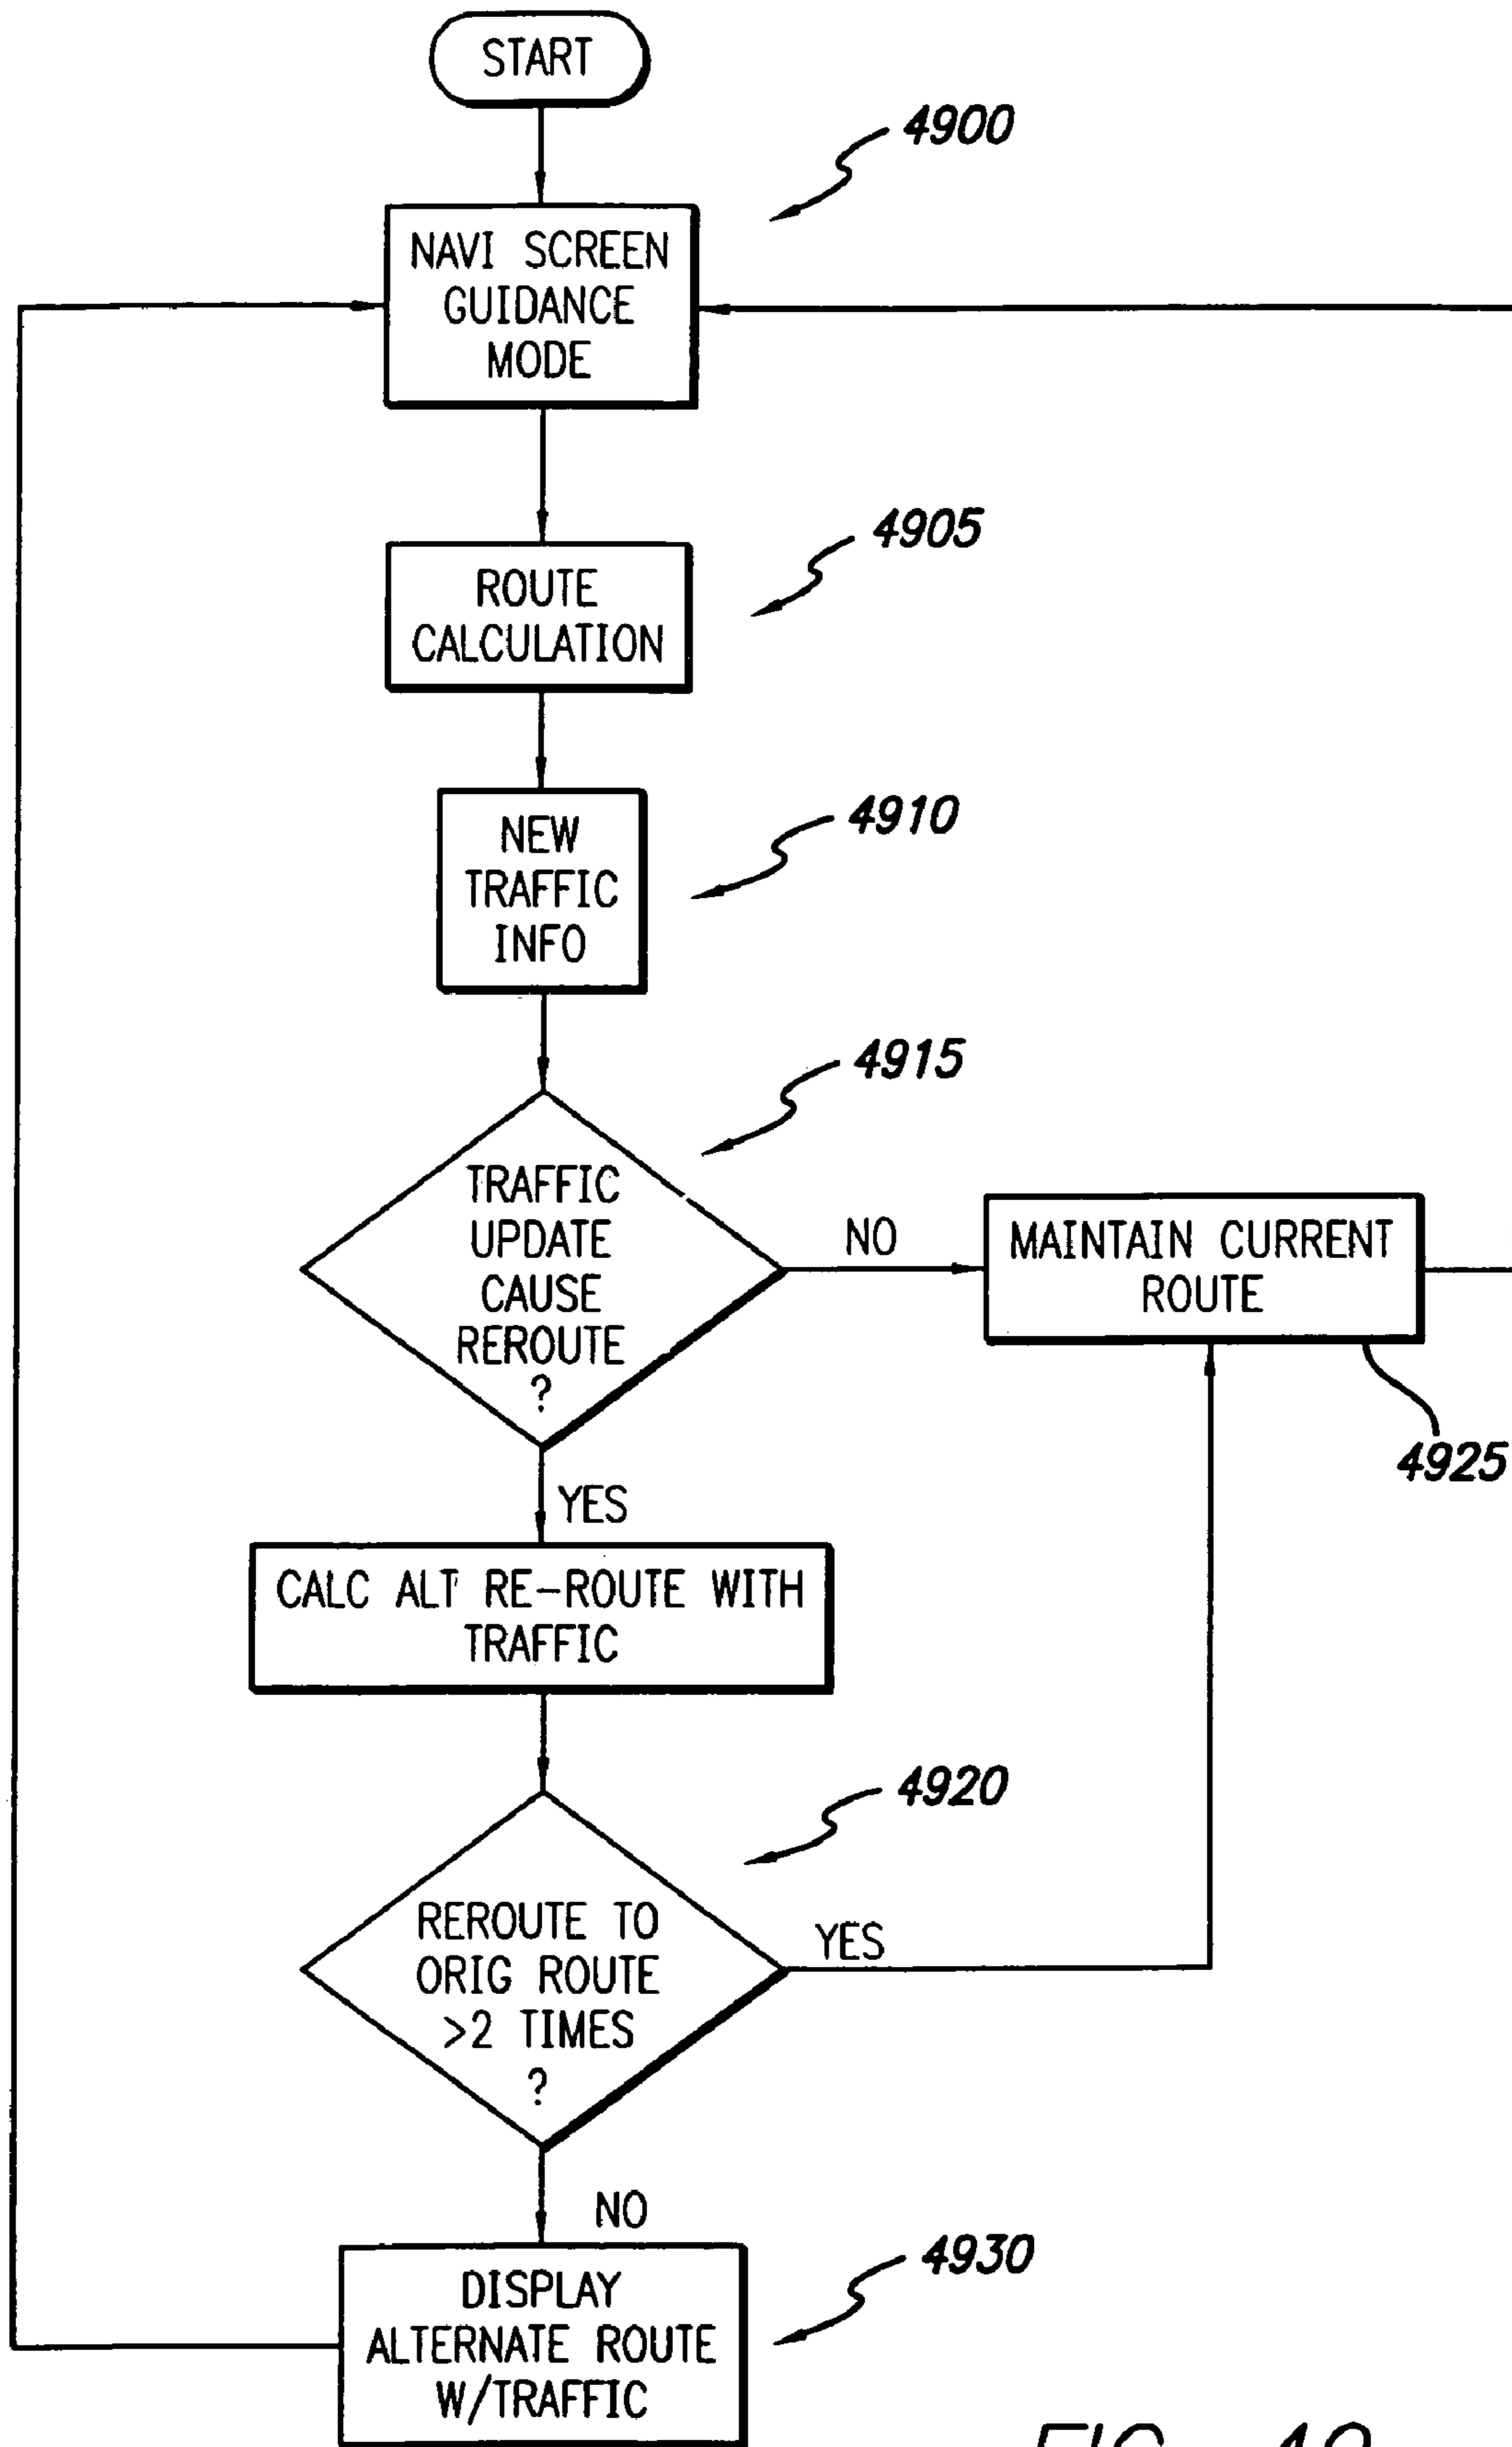 START
4900
NAVI SCREEN
GUIDANCE
MODE
4905
ROUTE
CALCULATION
4910
NEW
TRAFFIC
INFO
4915
TRAFFIC
UPDATE
CAUSE
REROUTE
?
NO
MAINTAIN CURRENT
ROUTE
4925
YES
CALC ALT RE-ROUTE WITH
TRAFFIC
4920
REROUTE TO
ORIG ROUTE
>2 TIMES
?
YES
NO
4930
DISPLAY
ALTERNATE ROUTE
W/TRAFFIC
FIG. 49